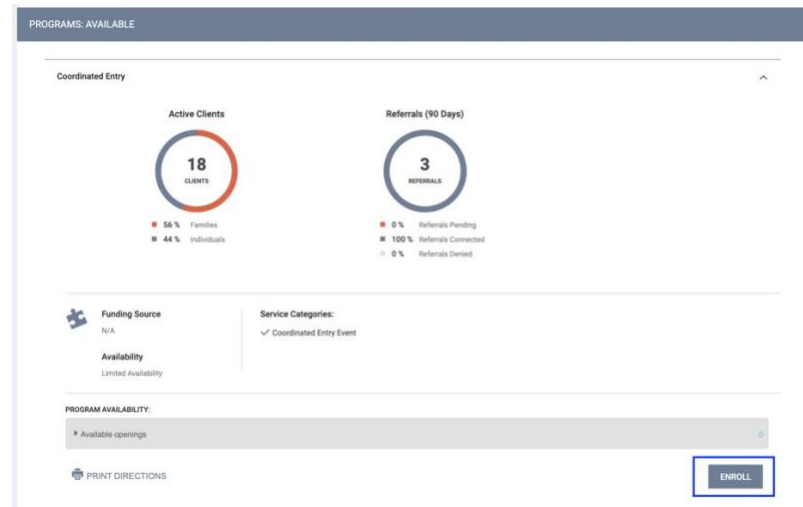 PROGRAMS: AVAILABLE
Coordinated Entry
Active Clients
Referrals (90 Days)
18
CLIENTS
3
REFERRALS
56 % Families
44 % Individuals
0 % Referrals Pending
100 % Referrals Connected
0 % Referrals Denied
Funding Source
N/A
Availability
Limited Availability
Service Categories:
Coordinated Entry Event
PROGRAM AVAILABILITY:
Available openings 0
PRINT DIRECTIONS
ENROLL